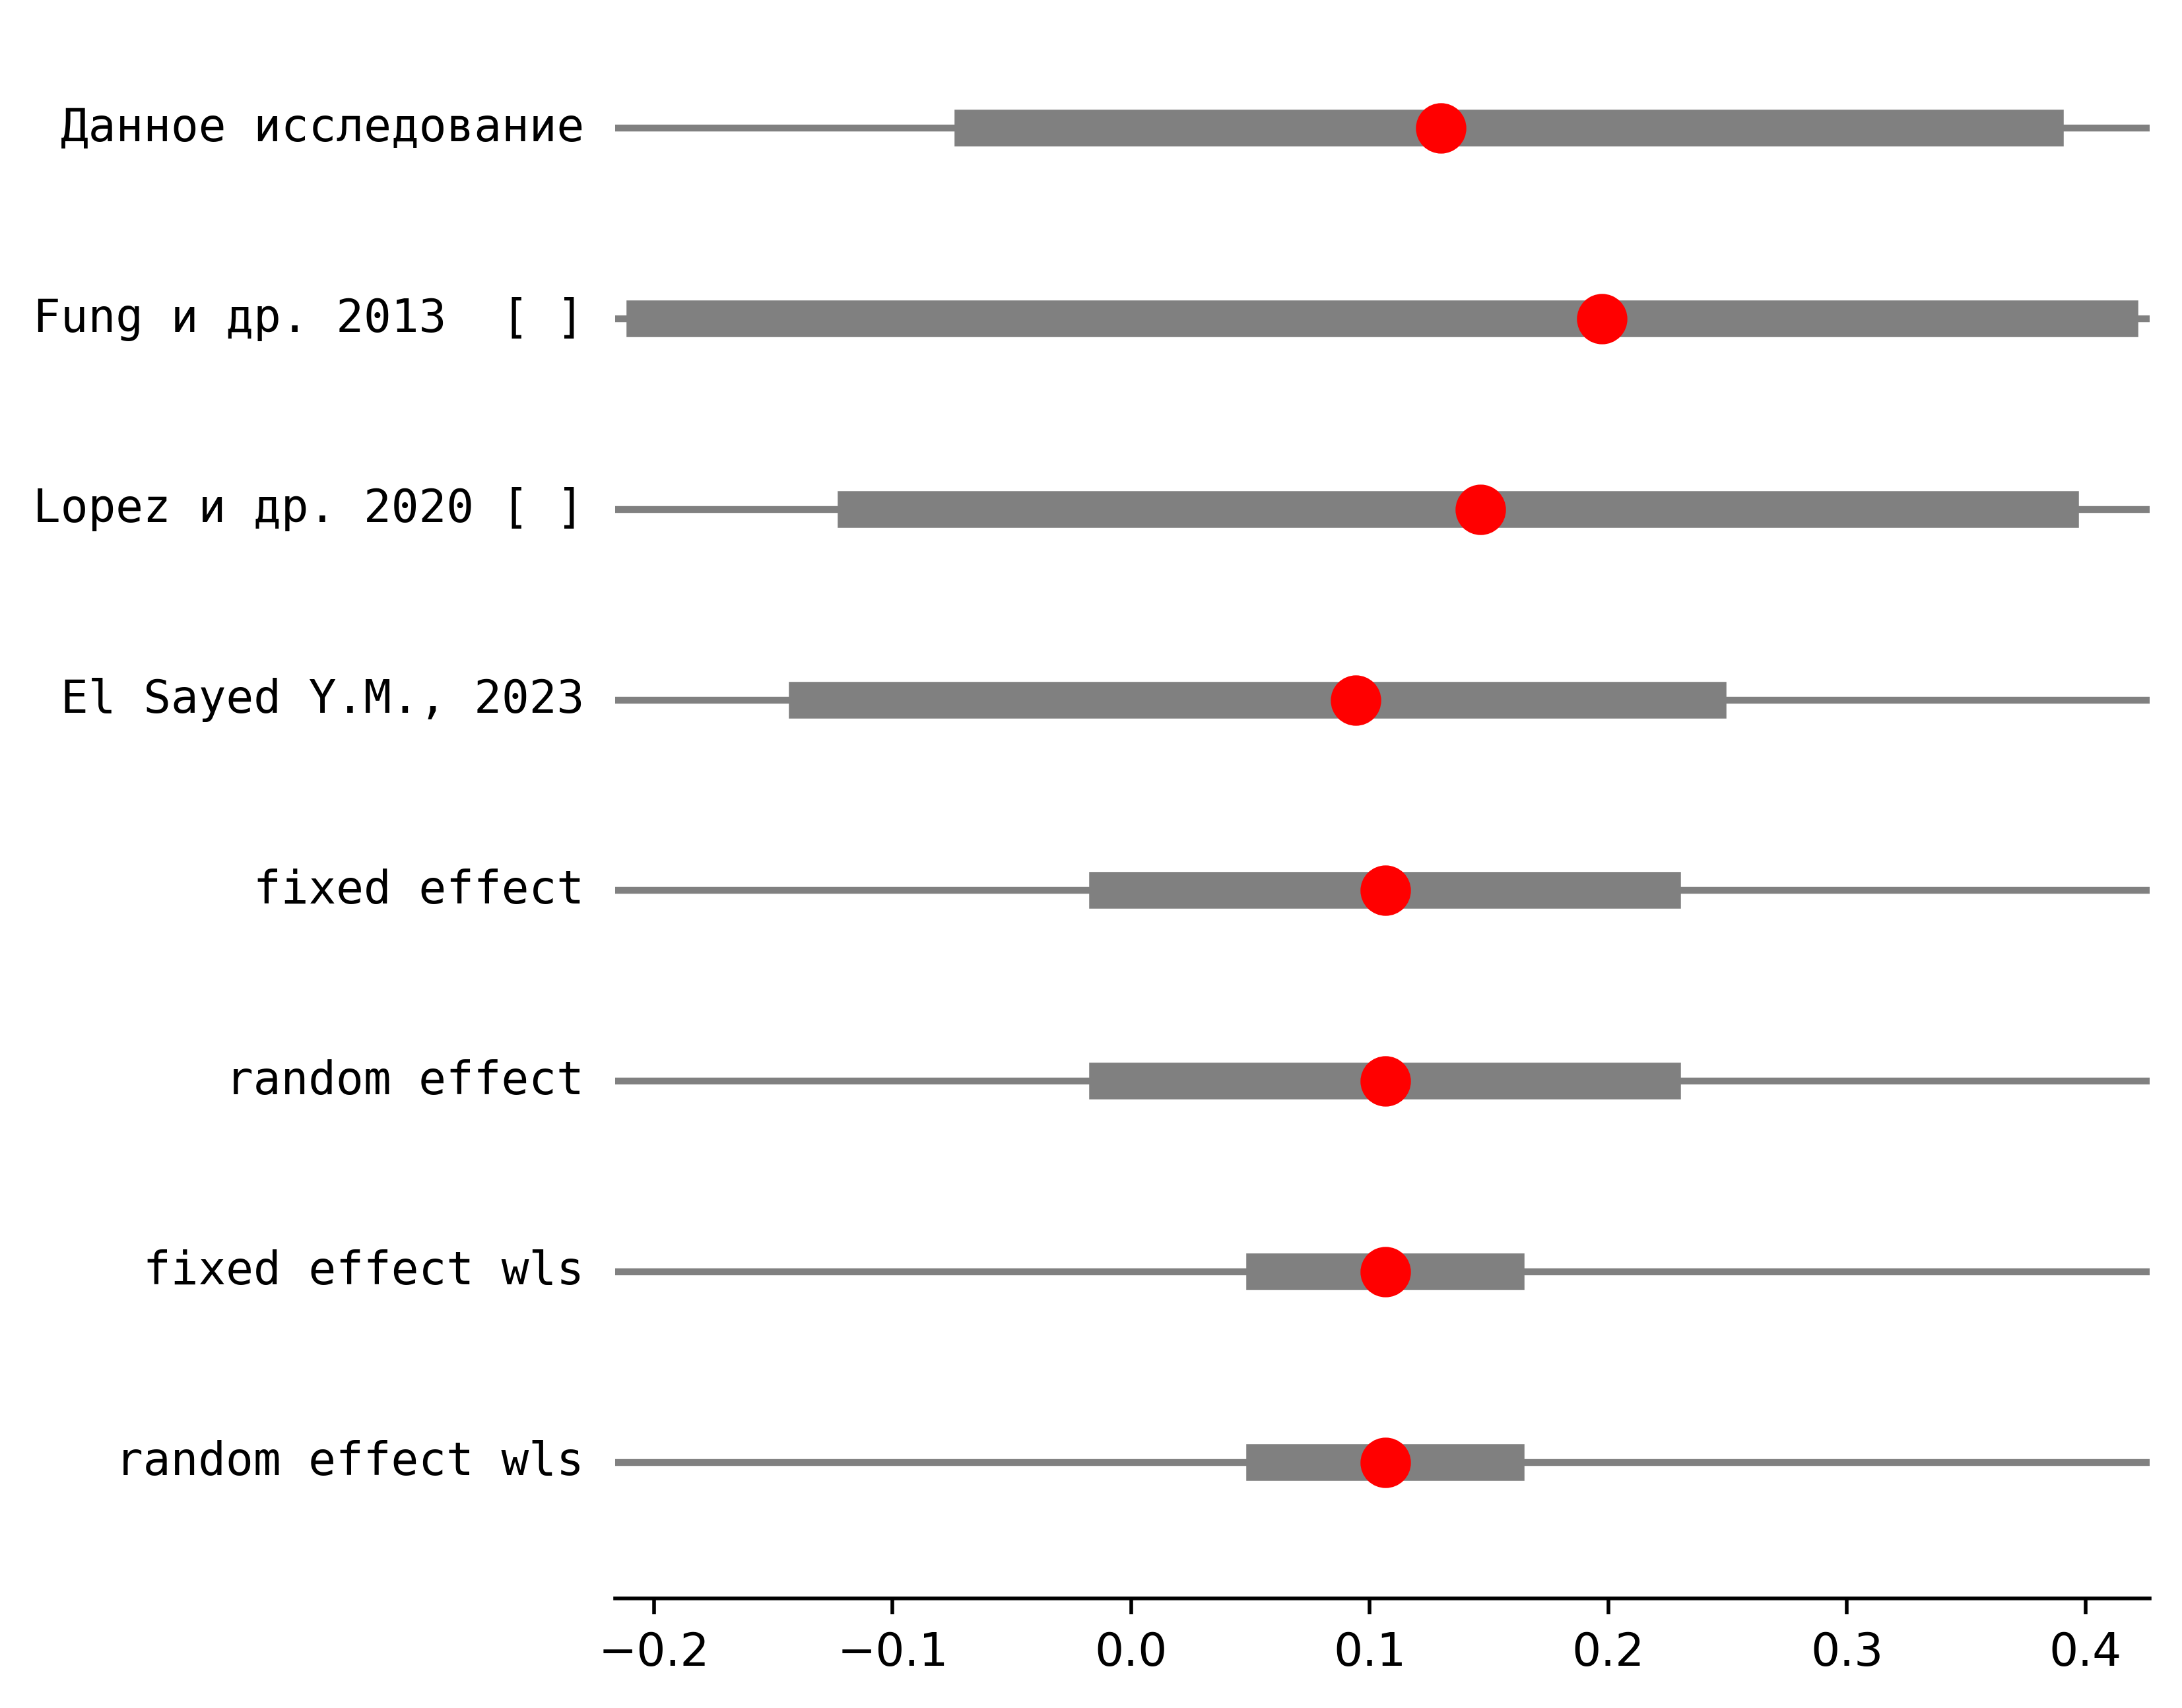 Данное исследование
Fung и др. 2013  [ ]
Lopez и др. 2020 [ ]
El Sayed Y.M., 2023
fixed effect
random effect
fixed effect wls
random effect wls
−0.2 −0.1 0.0 0.1 0.2 0.3 0.4